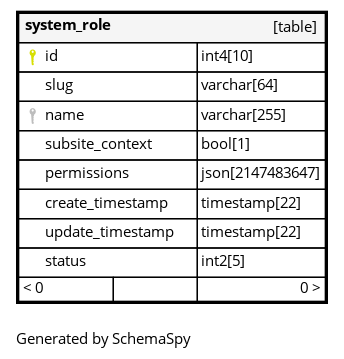 system_role [table]
id int4[10]
slug varchar[64]
name varchar[255]
subsite_context bool[1]
permissions json[2147483647]
create_timestamp timestamp[22]
update_timestamp timestamp[22]
status int2[5]
< 0 0 >
Generated by SchemaSpy